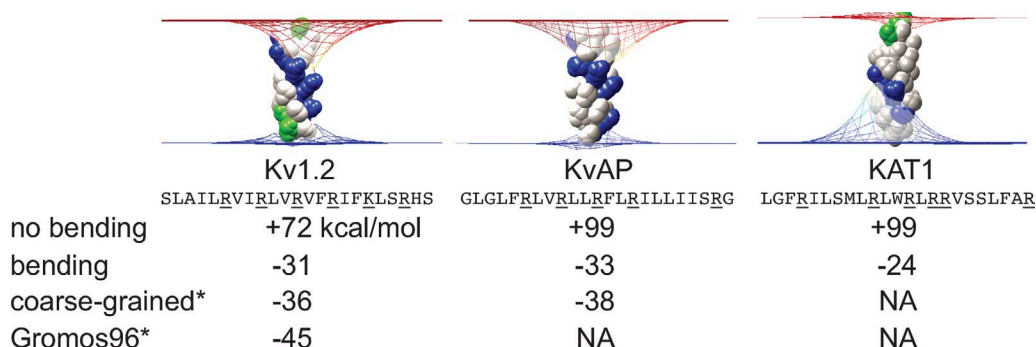 Kv1.2 KvAP KAT1
SLAILRVIRLVRVFRIFKLSRHS GLGLFRLVRLLRFLRILLIISRG LGFRILSMLRLWRLRRVSSLFAR
no bending +72 kcal/mol +99 +99
bending -31 -33 -24
coarse-grained* -36 -38 NA
Gromos96* -45 NA NA